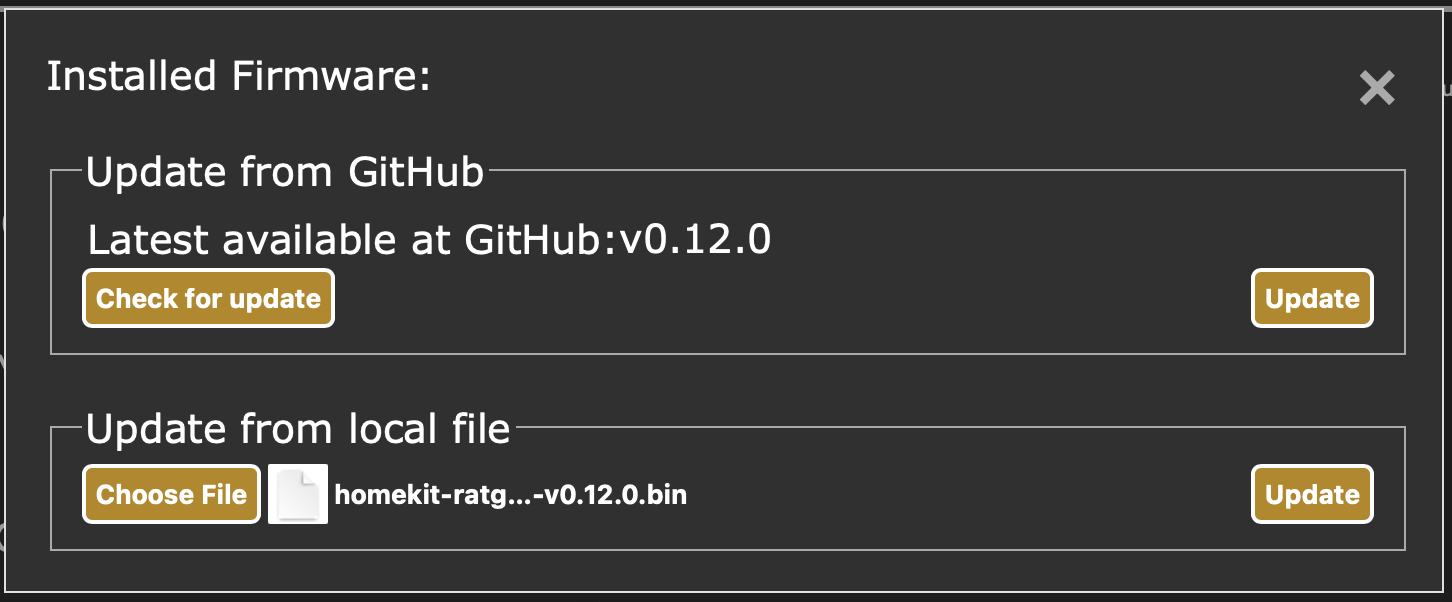 Installed Firmware:
Update from GitHub
Latest available at GitHub:v0.12.0
Check for update
Update
Update from local file
Choose File
homekit-ratg...-v0.12.0.bin
Update